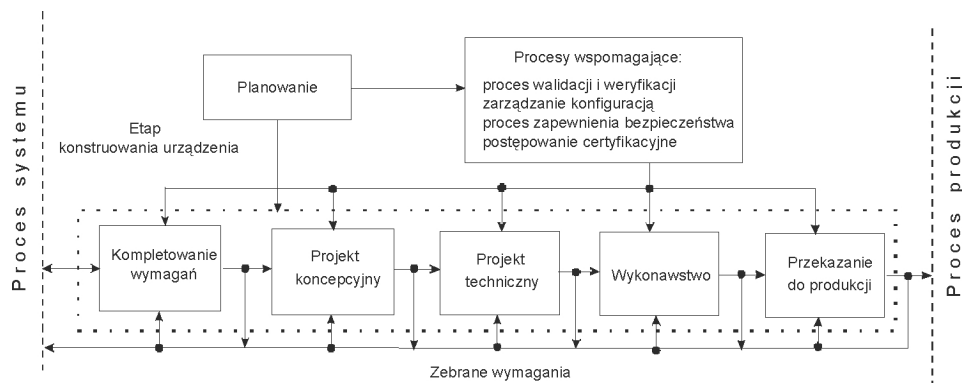 Proces systemu
Planowanie
Procesy wspomagające:
proces walidacji i weryfikacji
zarządzanie konfiguracją
proces zapewnienia bezpieczeństwa
postępowanie certyfikacyjne
Etap
konstruowania urządzenia
Kompletowanie
wymagań
Projekt
koncepcyjny
Projekt
techniczny
Wykonawstwo
Przekazanie
do produkcji
Zebrane wymagania
Proces produkcji